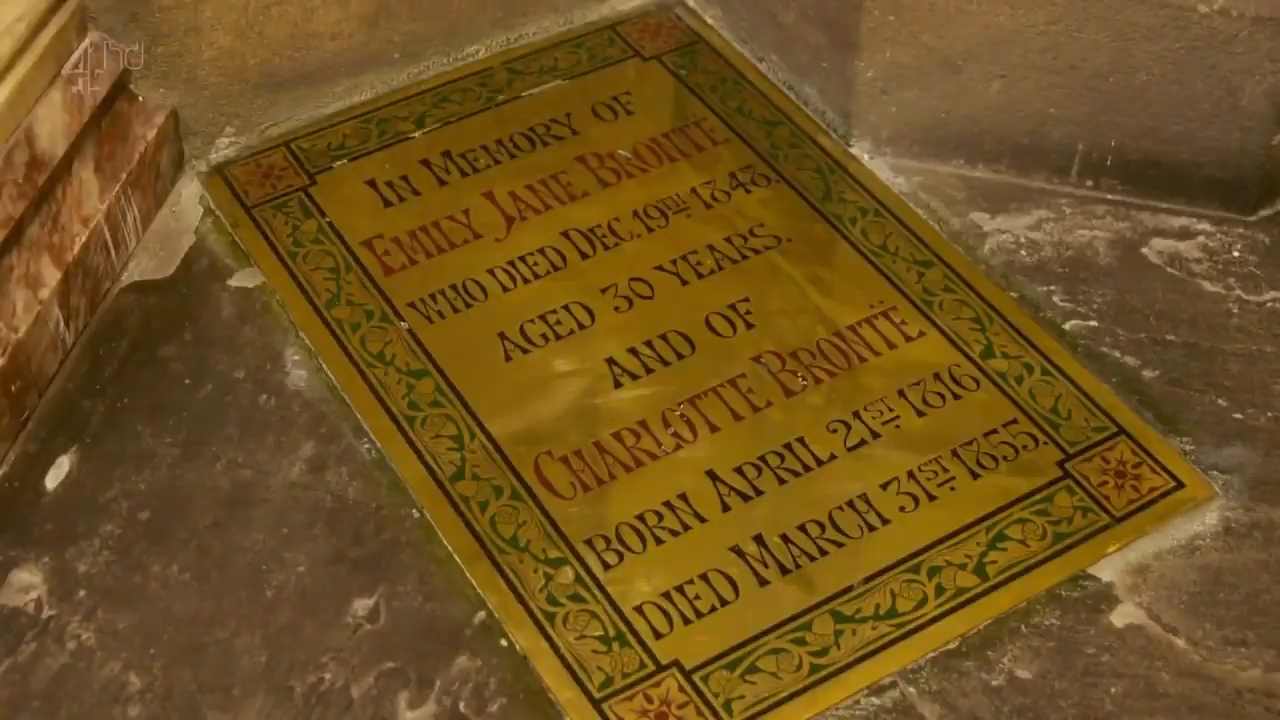 4hd
IN MEMORY OF
EMILY JANE BRONTË
WHO DIED DEC. 19TH 1848.
AGED 30 YEARS.
AND OF
CHARLOTTE BRONTË
BORN APRIL 21ST 1816
DIED MARCH 31ST 1855.